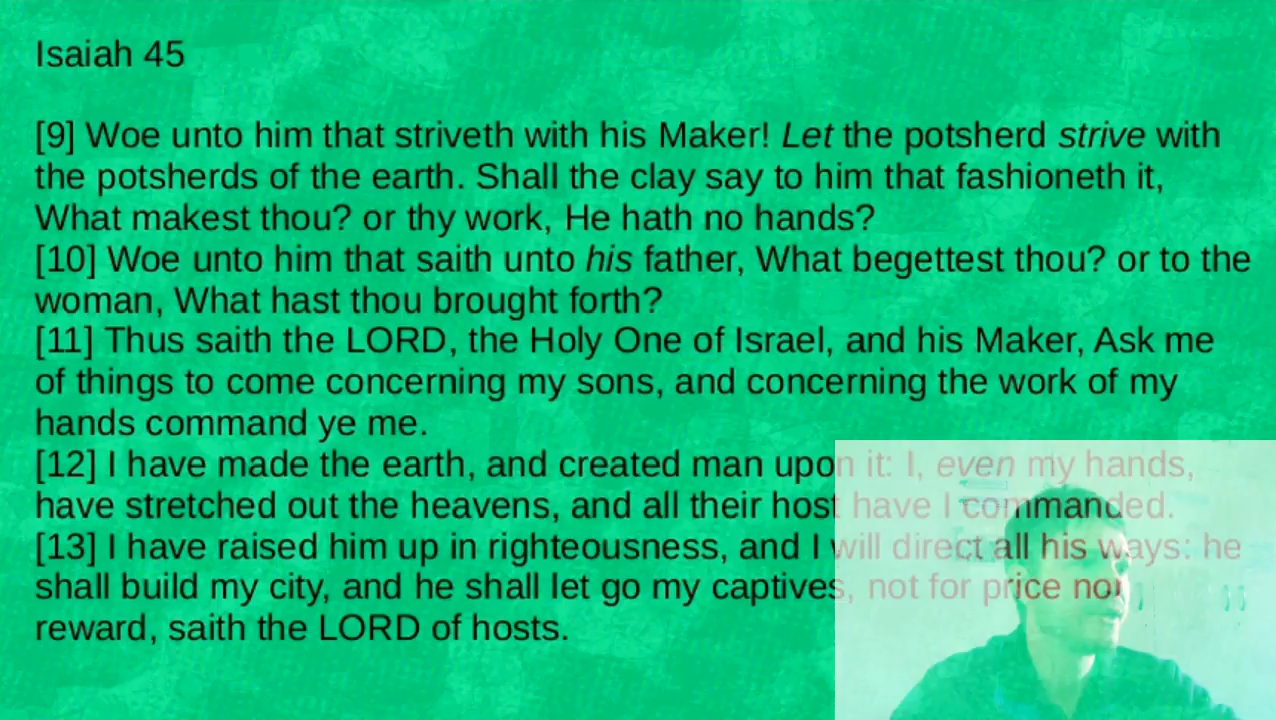 Isaiah 45
[9] Woe unto him that striveth with his Maker! Let the potsherd strive with
the potsherds of the earth. Shall the clay say to him that fashioneth it,
What makest thou? or thy work, He hath no hands?
[10] Woe unto him that saith unto his father, What begettest thou? or to the
woman, What hast thou brought forth?
[11] Thus saith the LORD, the Holy One of Israel, and his Maker, Ask me
of things to come concerning my sons, and concerning the work of my
hands command ye me.
[12] I have made the earth, and created man upon it: I, even my hands,
have stretched out the heavens, and all their host have I commanded.
[13] I have raised him up in righteousness, and I will direct all his ways: he
shall build my city, and he shall let go my captives, not for price nor
reward, saith the LORD of hosts.